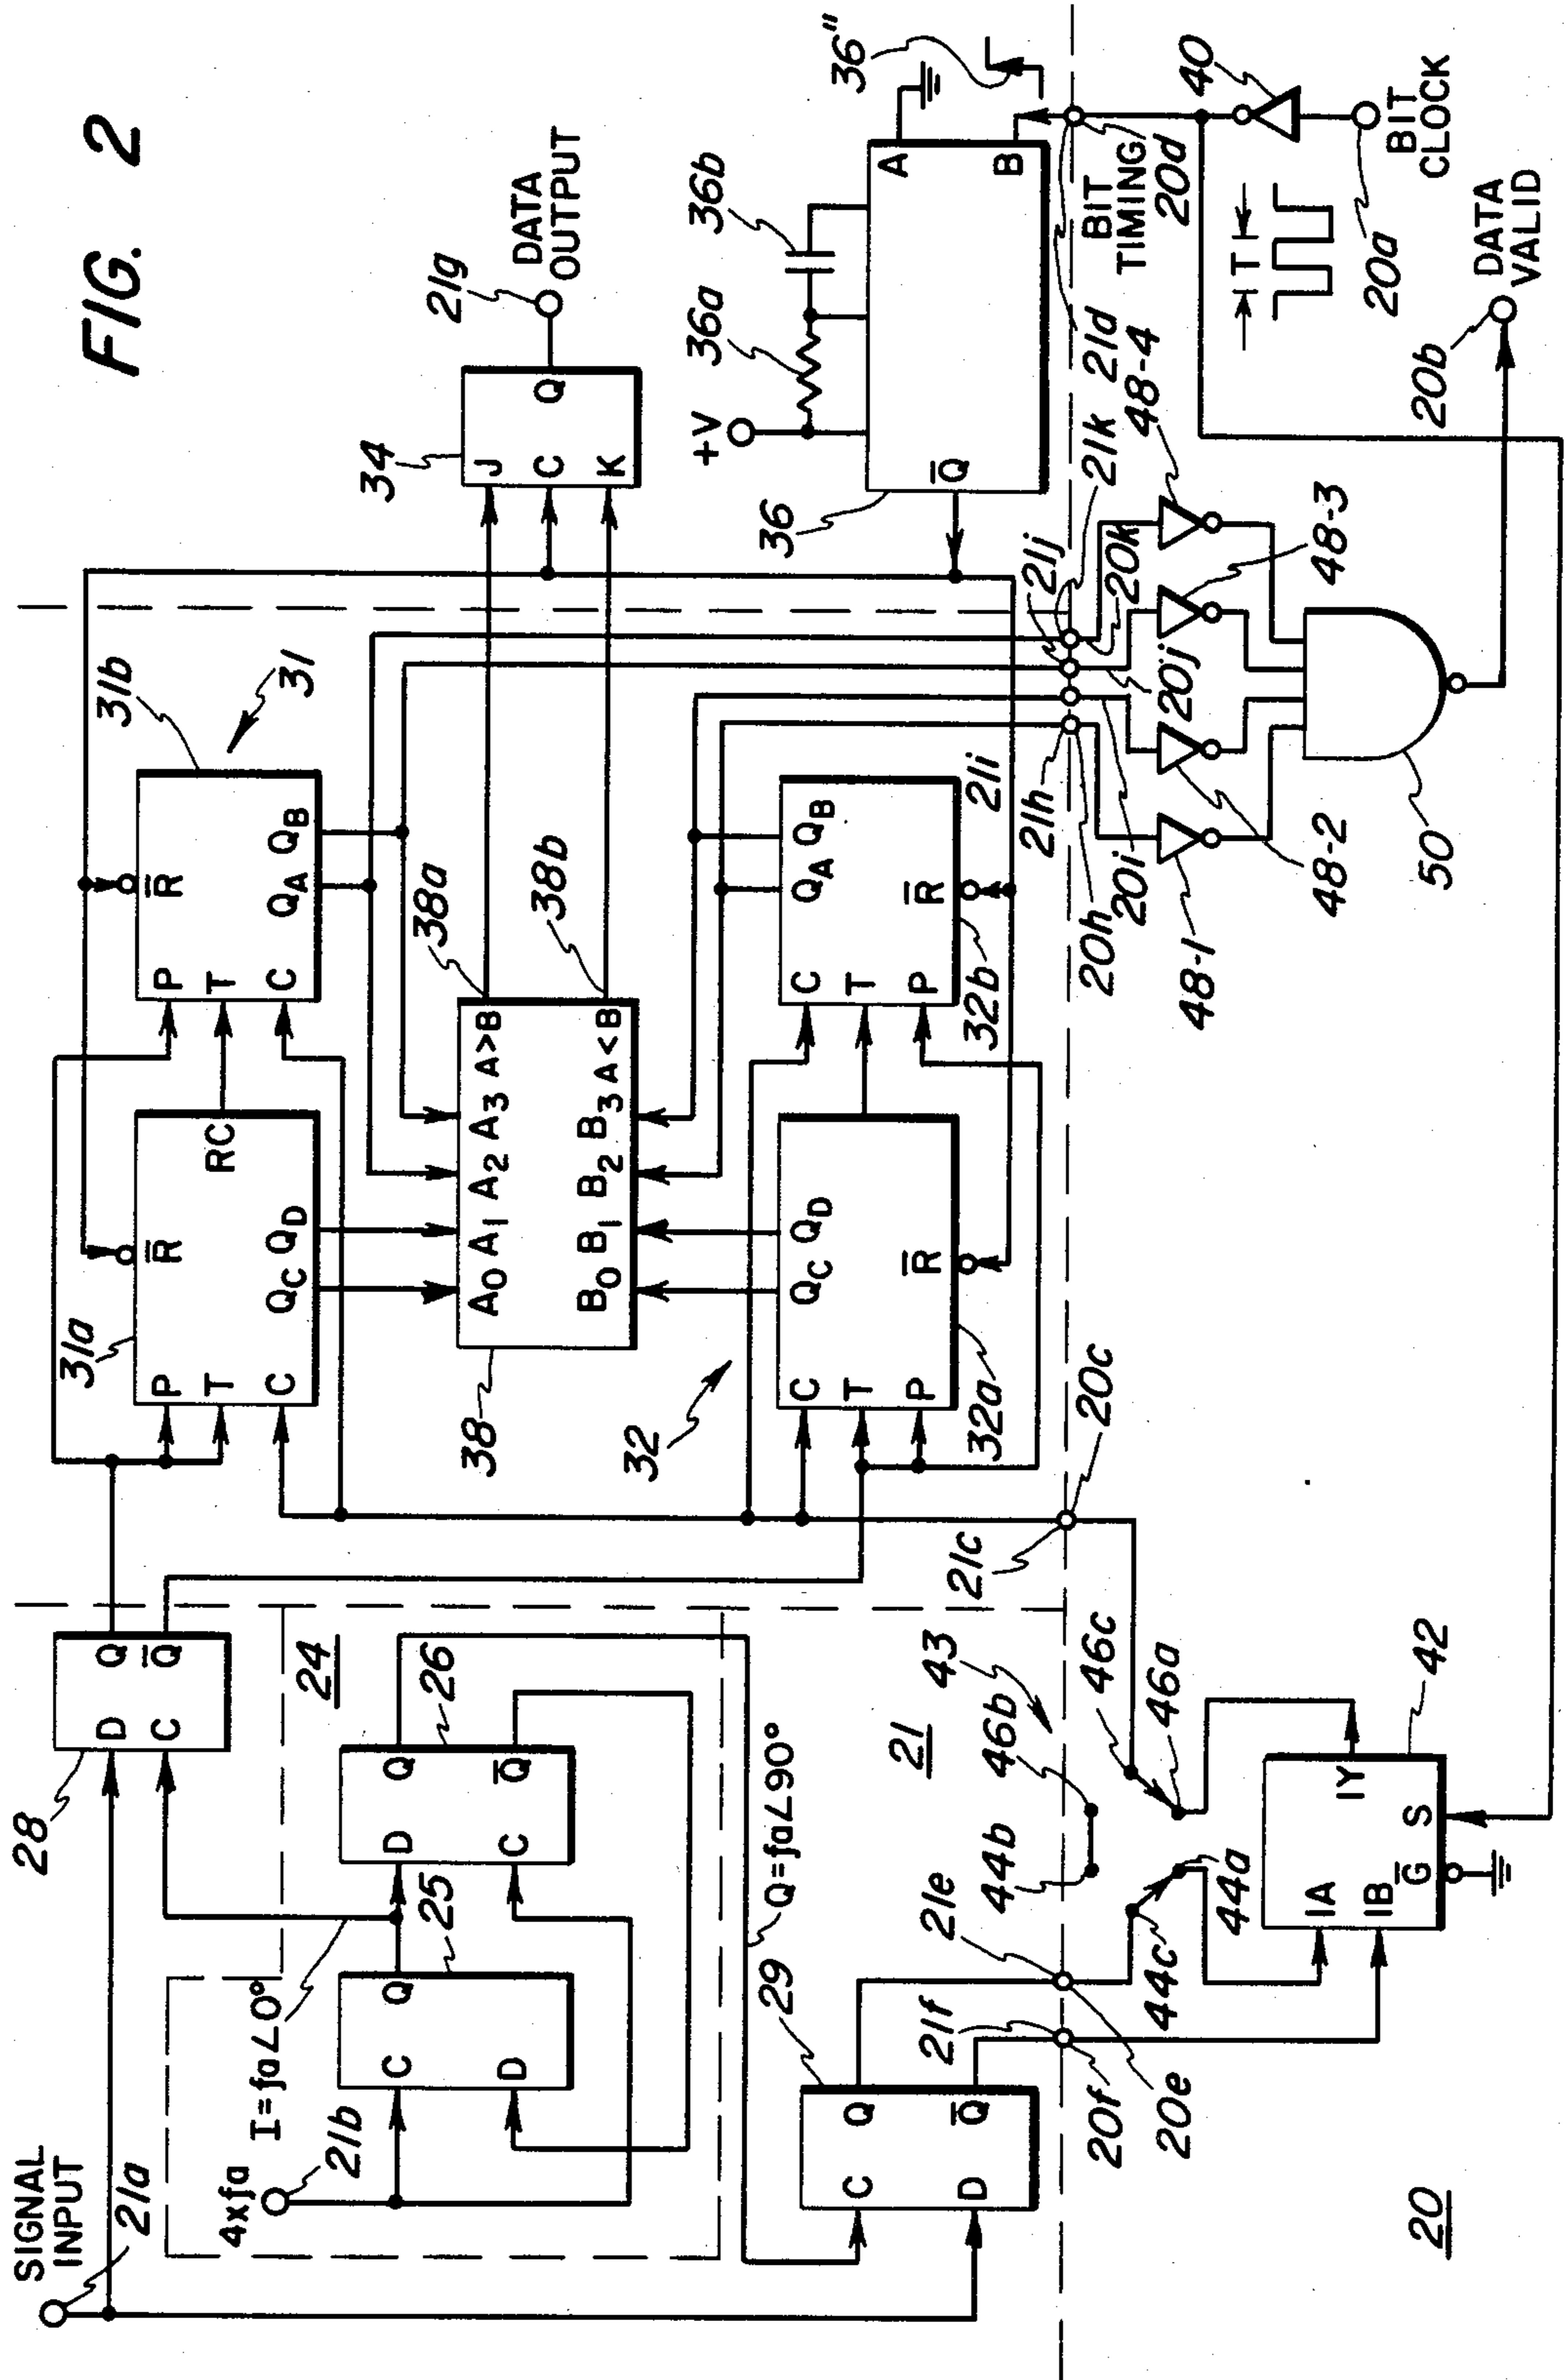 FIG. 2
SIGNAL
INPUT
21a
28
D
C
Q
Q̅
4xfa
21b
I=fa∠0°
24
25
C
D
Q
26
D
C
Q
Q̅
Q=fa∠90°
29
C
D
Q
Q̅
21
31
31a
P
T
C
R̅
RC
QC
QD
31b
P
T
C
R̅
QA
QB
38
A0
A1
A2
A3
A>B
B0
B1
B2
B3
A<B
38a
38b
32
32a
C
T
P
QC
QD
R̅
32b
C
T
P
QA
QB
R̅
34
J
C
K
Q
21g
DATA
OUTPUT
+V
36a
36b
36
Q̅
A
B
36"
21f
20f
21e
20e
21c
20c
21h
20h
21i
20i
21j
20j
21k
20k
21d
BIT
TIMING
20d
43
44b
46b
44c
44a
46c
46a
42
1A
1B
1Y
G̅
S
48-1
48-2
48-3
48-4
50
20b
DATA
VALID
T
20a
40
BIT
CLOCK
20